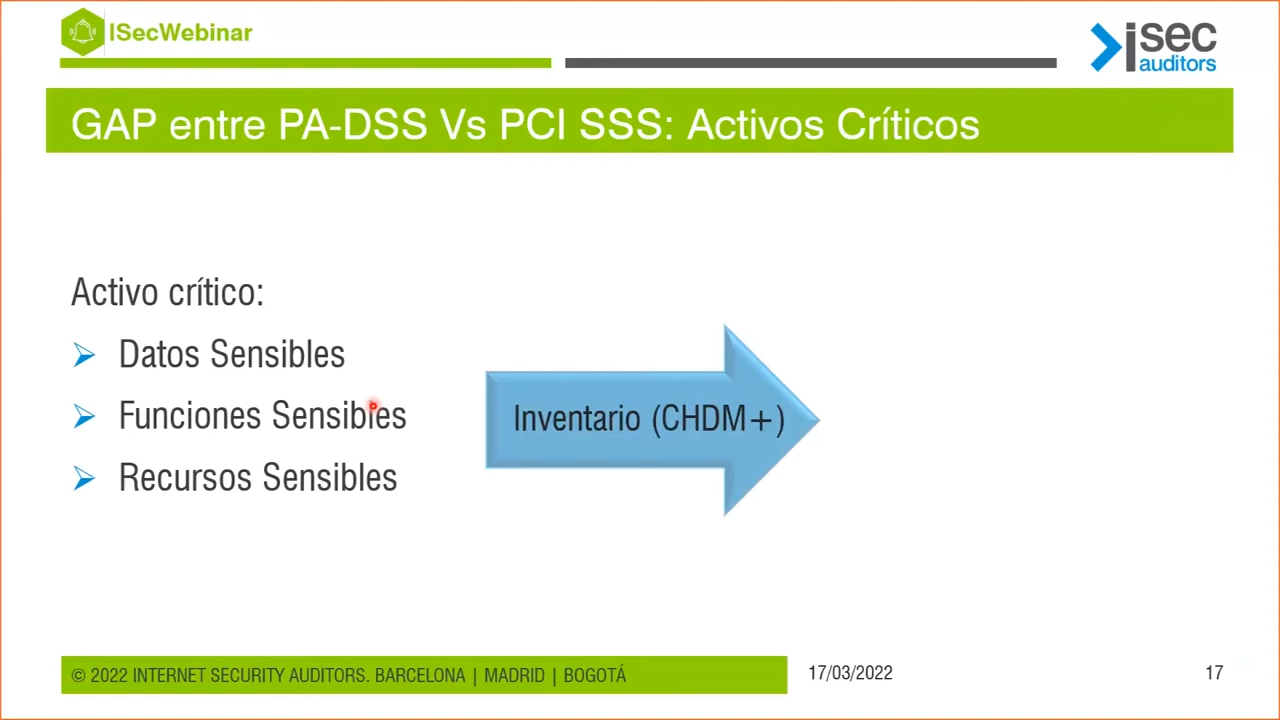 ISecWebinar
isec
auditors
GAP entre PA-DSS Vs PCI SSS: Activos Críticos
Activo crítico:
Datos Sensibles
Funciones Sensibles
Recursos Sensibles
Inventario (CHDM+)
© 2022 INTERNET SECURITY AUDITORS. BARCELONA | MADRID | BOGOTÁ
17/03/2022
17